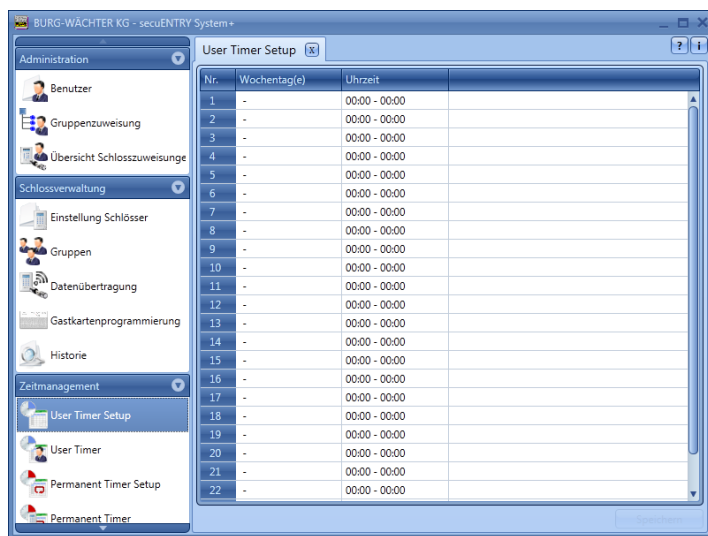 BURG-WÄCHTER KG - secuENTRY System+
Administration
Benutzer
Gruppenzuweisung
Übersicht Schlosszuweisunge
Schlossverwaltung
Einstellung Schlösser
Gruppen
Datenübertragung
Gastkartenprogrammierung
Historie
Zeitmanagement
User Timer Setup
User Timer
Permanent Timer Setup
Permanent Timer
User Timer Setup x
? i
Nr. Wochentag(e) Uhrzeit
1 - 00:00 - 00:00
2 - 00:00 - 00:00
3 - 00:00 - 00:00
4 - 00:00 - 00:00
5 - 00:00 - 00:00
6 - 00:00 - 00:00
7 - 00:00 - 00:00
8 - 00:00 - 00:00
9 - 00:00 - 00:00
10 - 00:00 - 00:00
11 - 00:00 - 00:00
12 - 00:00 - 00:00
13 - 00:00 - 00:00
14 - 00:00 - 00:00
15 - 00:00 - 00:00
16 - 00:00 - 00:00
17 - 00:00 - 00:00
18 - 00:00 - 00:00
19 - 00:00 - 00:00
20 - 00:00 - 00:00
21 - 00:00 - 00:00
22 - 00:00 - 00:00
Speichern